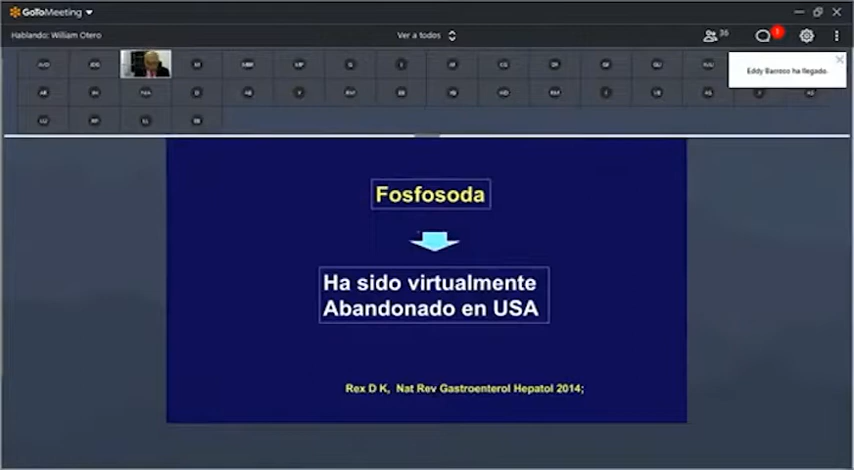 GoToMeeting
Hablando: William Otero
Ver a todos
36
1
Eddy Barroso ha llegado.
Fosfosoda
Ha sido virtualmente
Abandonado en USA
Rex D K, Nat Rev Gastroenterol Hepatol 2014;